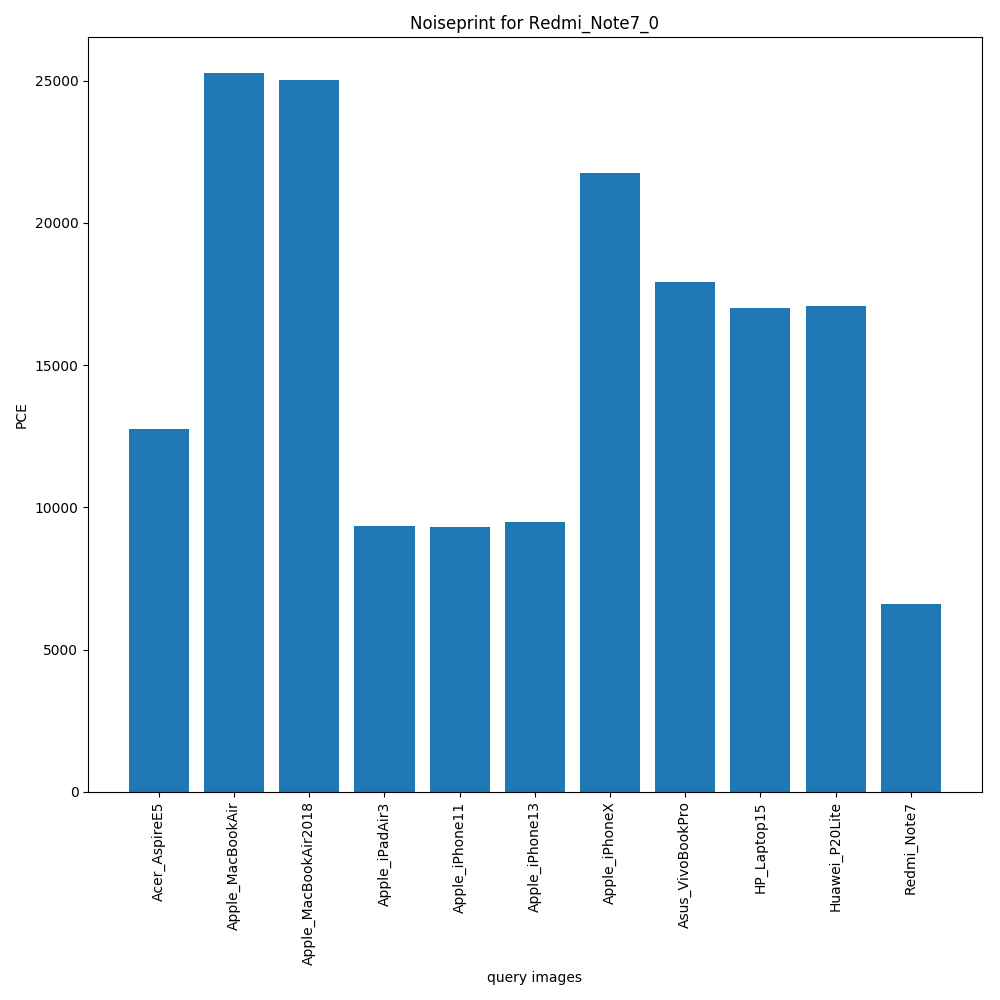 Noiseprint for Redmi_Note7_0
25000
20000
15000
10000
5000
0
PCE
Acer_AspireE5
Apple_MacBookAir
Apple_MacBookAir2018
Apple_iPadAir3
Apple_iPhone11
Apple_iPhone13
Apple_iPhoneX
Asus_VivoBookPro
HP_Laptop15
Huawei_P20Lite
Redmi_Note7
query images